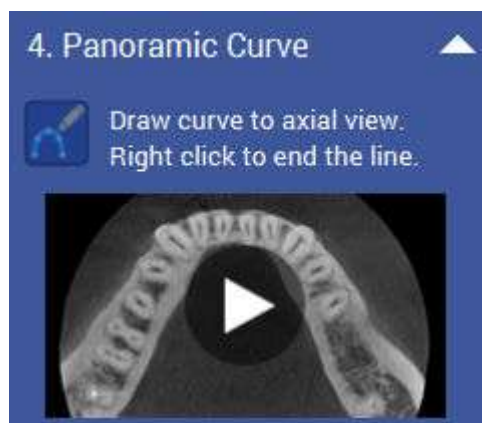 4. Panoramic Curve
Draw curve to axial view.
Right click to end the line.